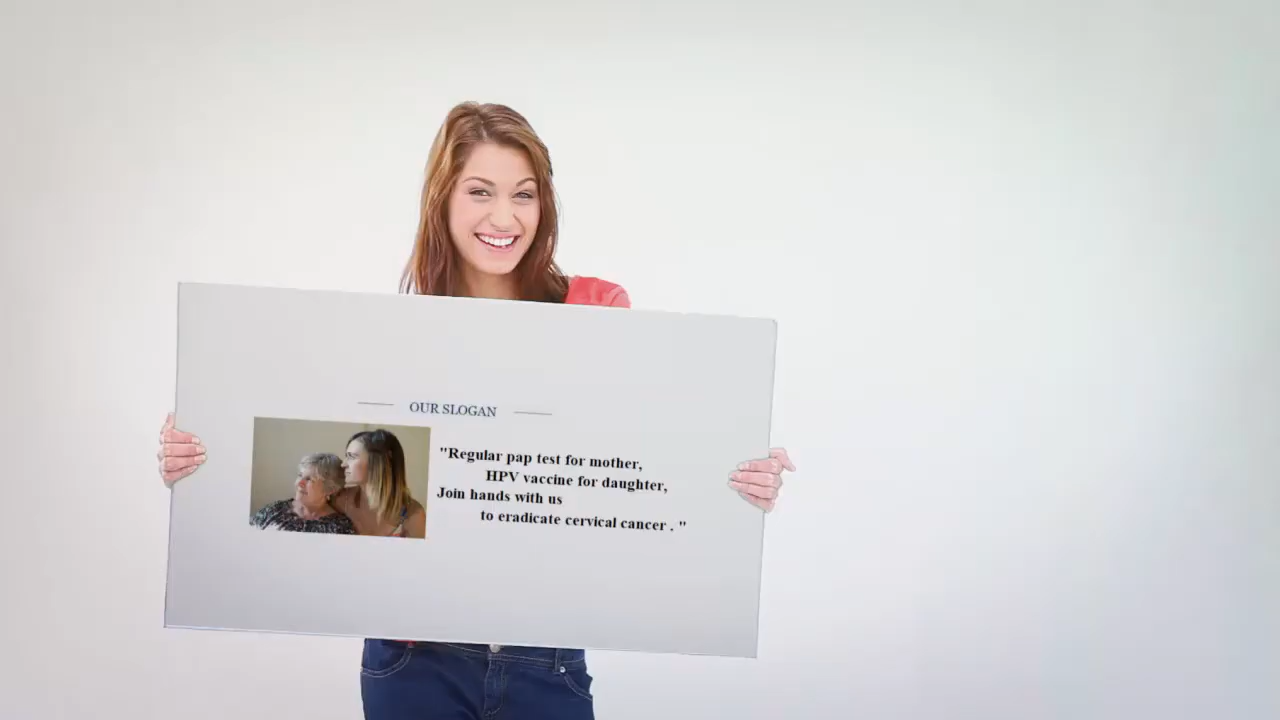 OUR SLOGAN
"Regular pap test for mother,
HPV vaccine for daughter,
Join hands with us
to eradicate cervical cancer . "